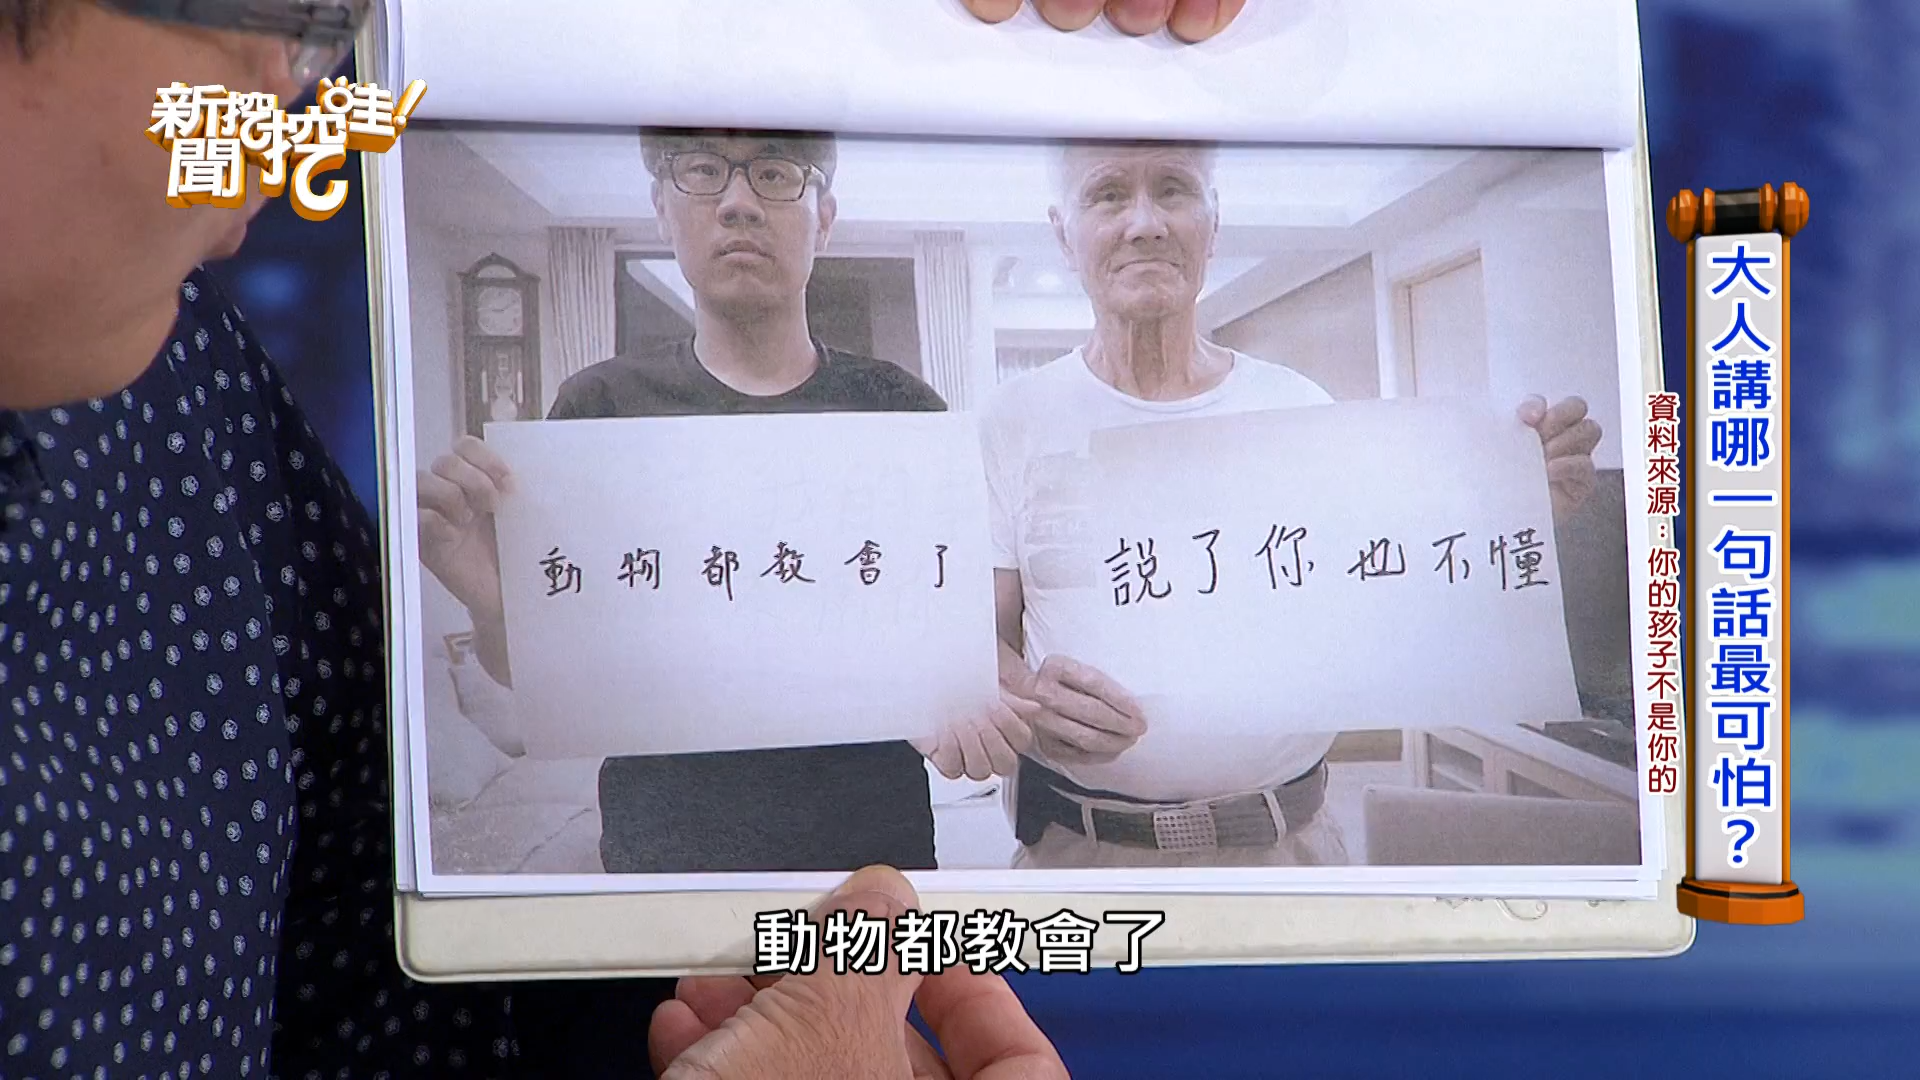 新聞挖挖哇!
動物都教會了
說了你也不懂
大人講哪一句話最可怕?
資料來源:你的孩子不是你的
動物都教會了